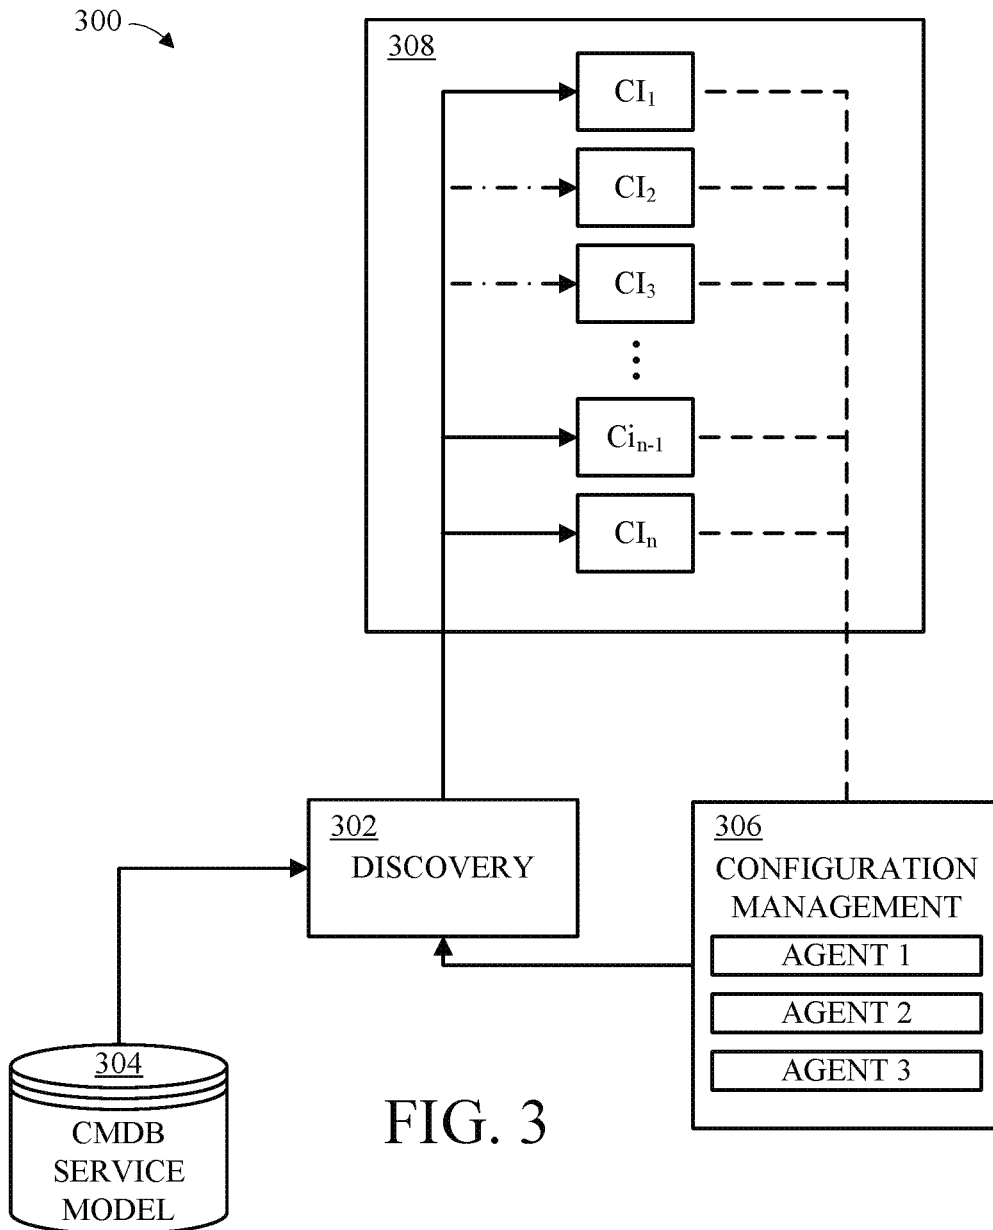 300
308
CI₁
CI₂
CI₃
Ciₙ₋₁
CIₙ
302
DISCOVERY
306
CONFIGURATION
MANAGEMENT
AGENT 1
AGENT 2
AGENT 3
304
CMDB
SERVICE
MODEL
FIG. 3